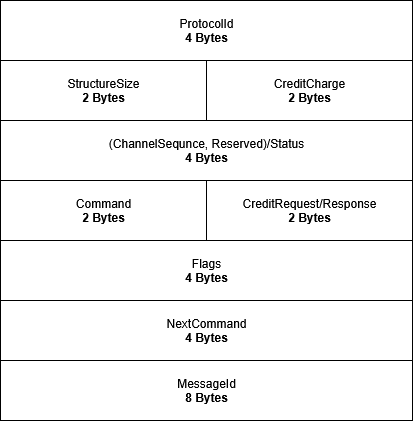 ProtocolId
4 Bytes
StructureSize
2 Bytes
CreditCharge
2 Bytes
(ChannelSequnce, Reserved)/Status
4 Bytes
Command
2 Bytes
CreditRequest/Response
2 Bytes
Flags
4 Bytes
NextCommand
4 Bytes
MessageId
8 Bytes